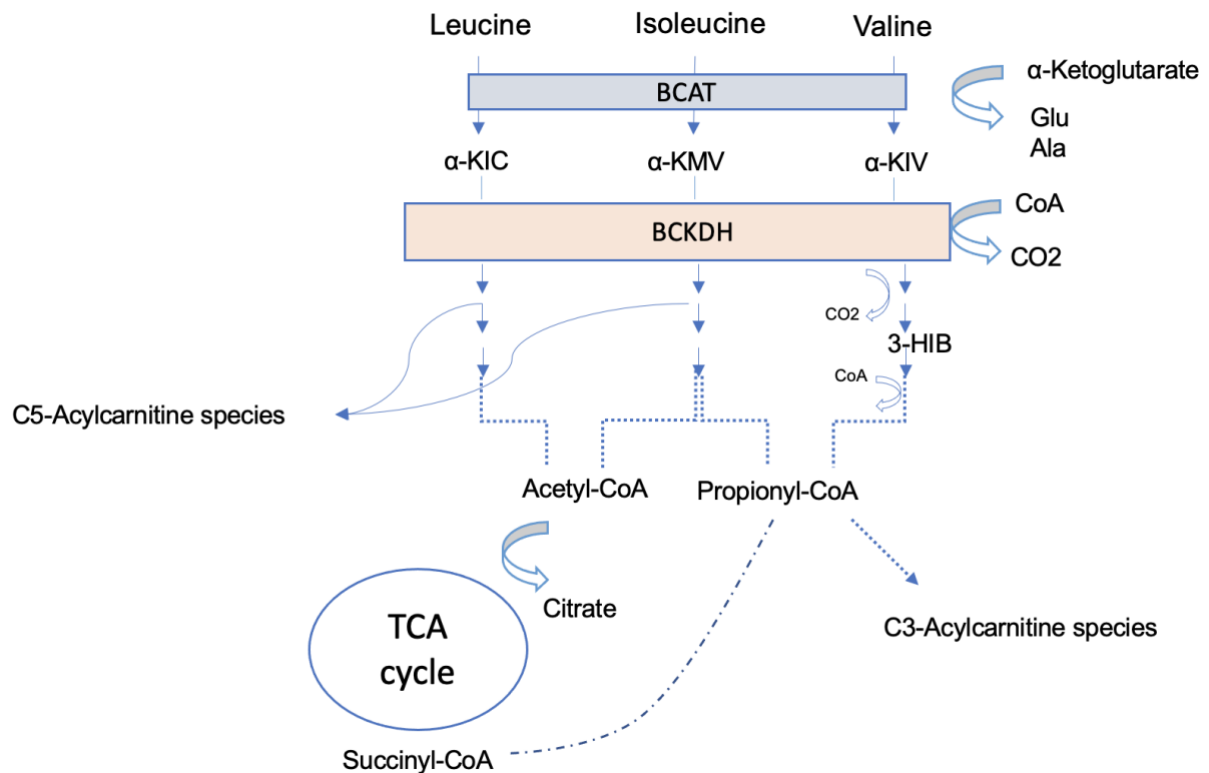 Leucine
Isoleucine
Valine
BCAT
α-Ketoglutarate
Glu
Ala
α-KIC
α-KMV
α-KIV
BCKDH
CoA
CO2
CO2
3-HIB
CoA
C5-Acylcarnitine species
Acetyl-CoA
Propionyl-CoA
Citrate
TCA
cycle
C3-Acylcarnitine species
Succinyl-CoA